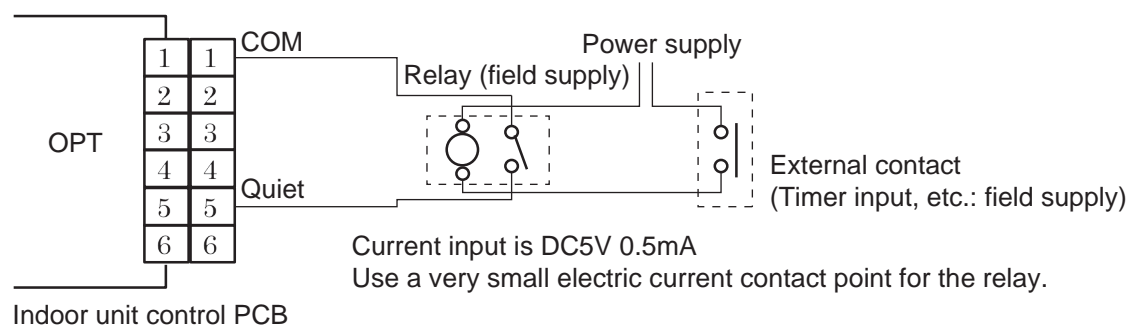 COM
Power supply
Relay (field supply)
1 1
2 2
3 3
OPT
4 4
External contact
Quiet
(Timer input, etc.: field supply)
5 5
6 6
Current input is DC5V 0.5mA
Use a very small electric current contact point for the relay.
Indoor unit control PCB